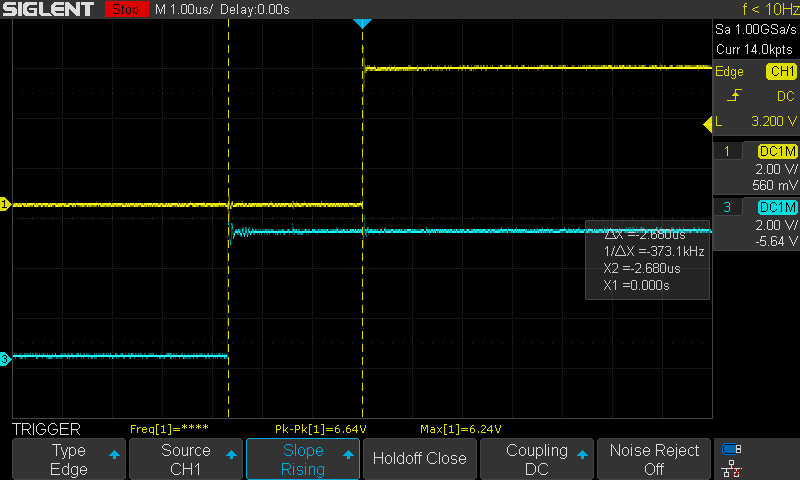 SIGLENT Stop M 1.00us/ Delay:0.00s f < 10Hz
Sa 1.00GSa/s
Curr 14.0kpts
Edge CH1
DC
L 3.200 V
1 DC1M
2.00 V/
560 mV
3 DC1M
2.00 V/
-5.64 V
1
3
ΔX =-2.680us
1/ΔX =-373.1kHz
X2 =-2.680us
X1 =0.000s
TRIGGER Freq[1]=**** Pk-Pk[1]=6.64V Max[1]=6.24V
Type
Edge
Source
CH1
Slope
Rising
Holdoff Close
Coupling
DC
Noise Reject
Off